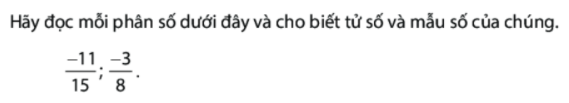 Hãy đọc mỗi phân số dưới đây và cho biết tử số và mẫu số của chúng.
-11/15; -3/8.